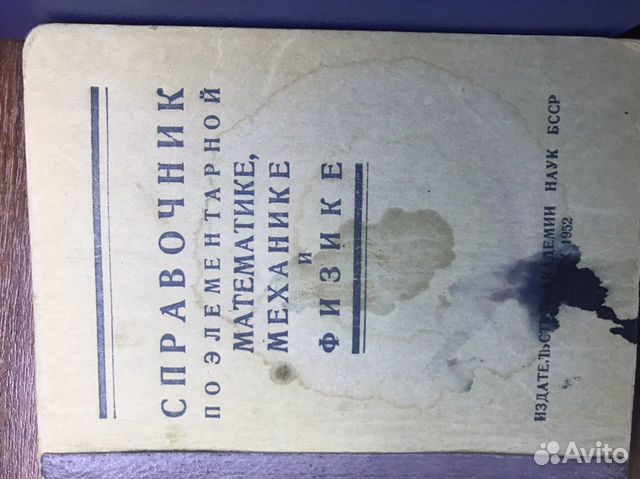 СПРАВОЧНИК
ПО ЭЛЕМЕНТАРНОЙ
МАТЕМАТИКЕ,
МЕХАНИКЕ
И
ФИЗИКЕ
ИЗДАТЕЛЬСТВО АКАДЕМИИ НАУК БССР
1952
Avito